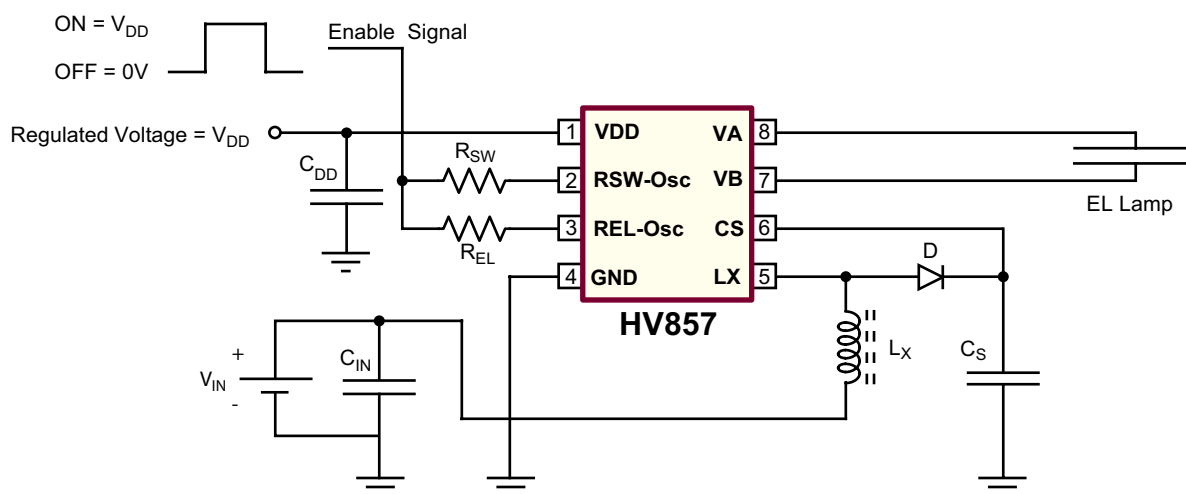 ON = VDD
OFF = 0V
Enable Signal
Regulated Voltage = VDD
CDD
RSW
REL
1 VDD VA 8
2 RSW-Osc VB 7
3 REL-Osc CS 6
4 GND LX 5
HV857
EL Lamp
D
LX
CS
+
VIN
-
CIN